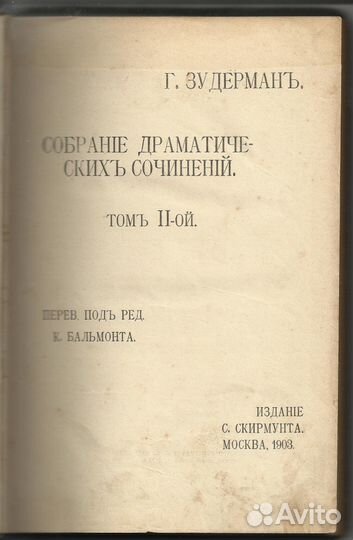 Г. ЗУДЕРМАНЪ.
СОБРАНІЕ ДРАМАТИЧЕ-
СКИХЪ СОЧИНЕНІЙ.
ТОМЪ II-ОЙ.
ПЕРЕВ. ПОДЪ РЕД.
К. БАЛЬМОНТА.
ИЗДАНІЕ
С. СКИРМУНТА.
МОСКВА, 1903.
Avito